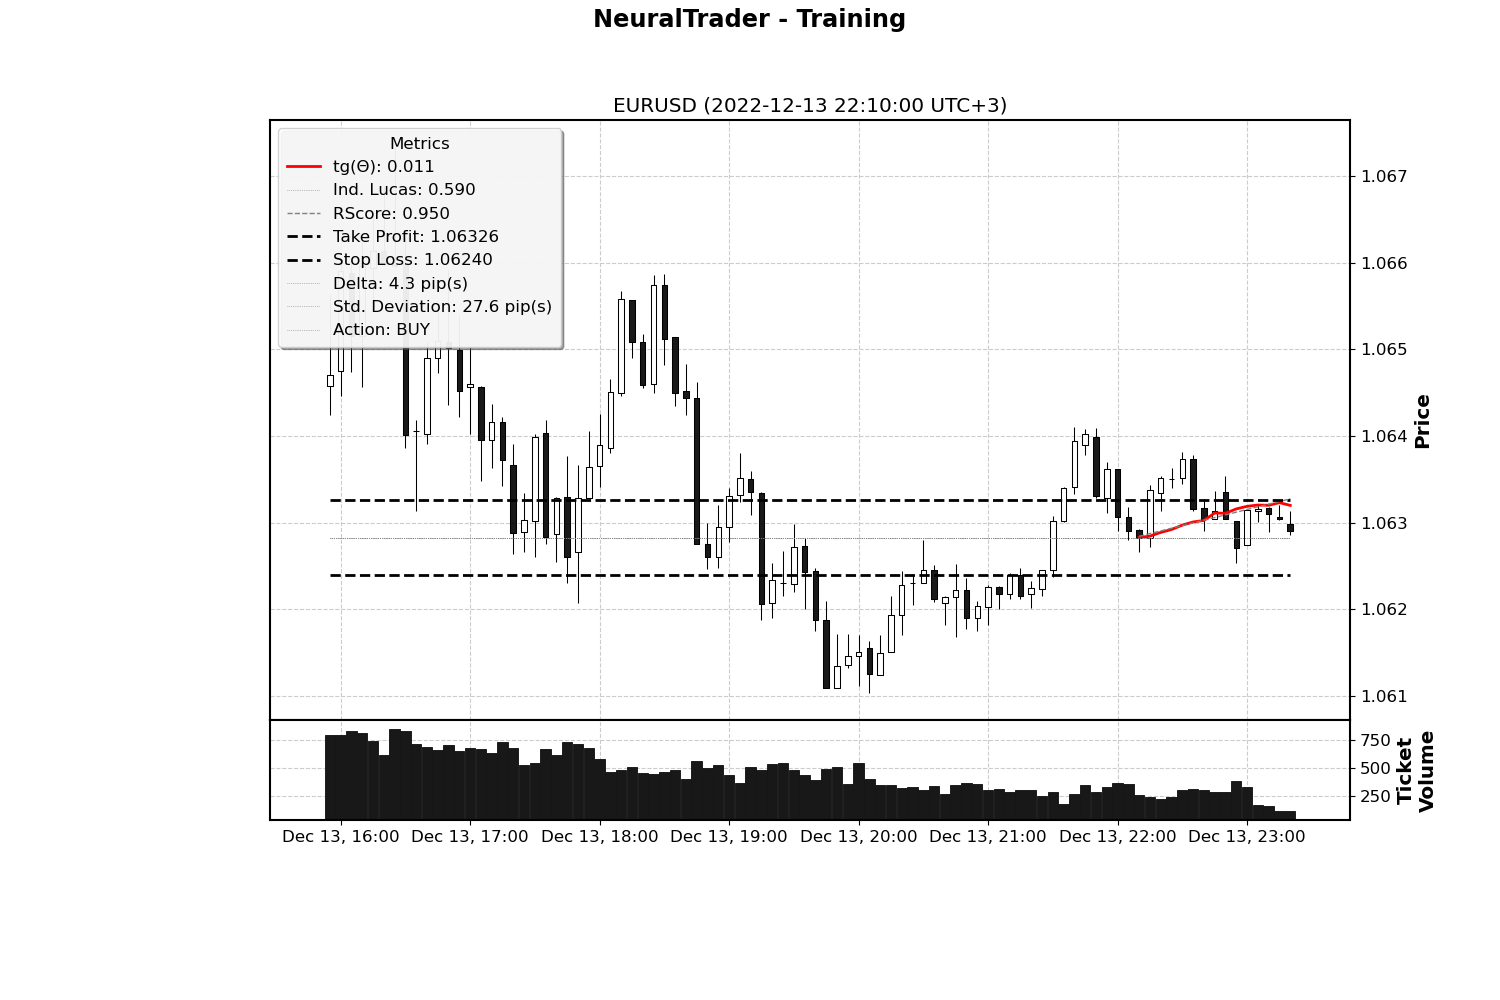 NeuralTrader - Training
EURUSD (2022-12-13 22:10:00 UTC+3)
Metrics
tg(Θ): 0.011
Ind. Lucas: 0.590
RScore: 0.950
Take Profit: 1.06326
Stop Loss: 1.06240
Delta: 4.3 pip(s)
Std. Deviation: 27.6 pip(s)
Action: BUY
1.067
1.066
1.065
1.064
1.063
1.062
1.061
Price
750
500
250
Ticket
Volume
Dec 13, 16:00 Dec 13, 17:00 Dec 13, 18:00 Dec 13, 19:00 Dec 13, 20:00 Dec 13, 21:00 Dec 13, 22:00 Dec 13, 23:00